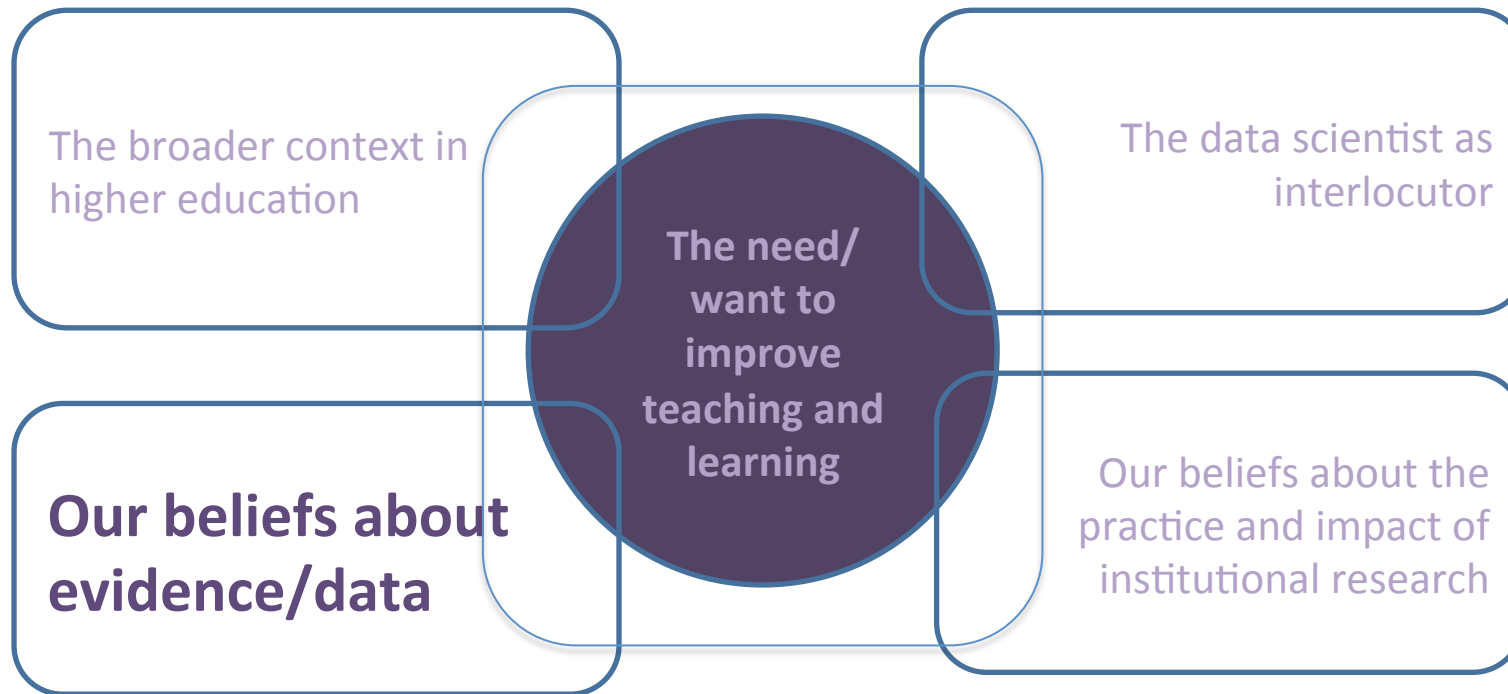 The broader context in
higher education
The data scientist as
interlocutor
The need/
want to
improve
teaching and
learning
Our beliefs about
evidence/data
Our beliefs about the
practice and impact of
institutional research